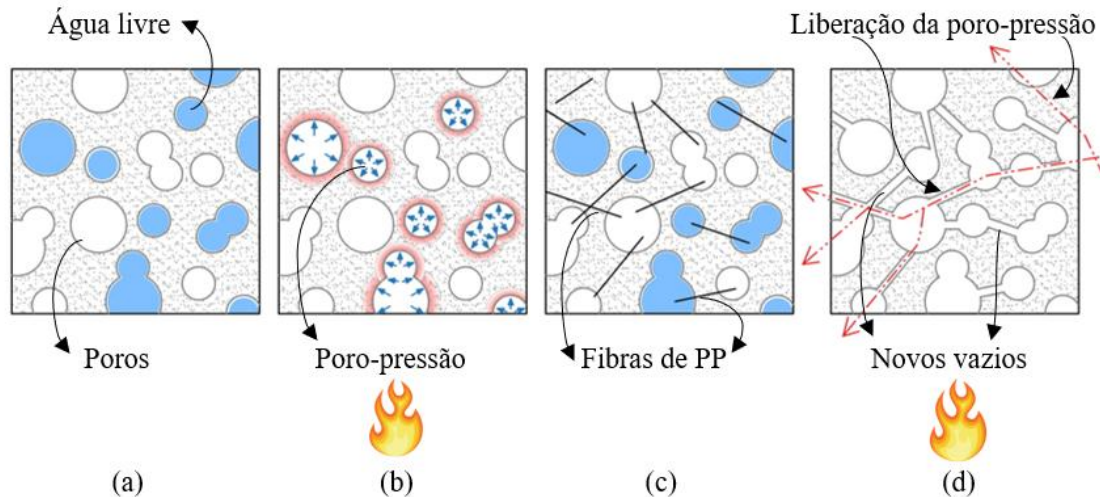 Água livre
Liberação da poro-pressão
Poros
Poro-pressão
Fibras de PP
Novos vazios
(a)
(b)
(c)
(d)